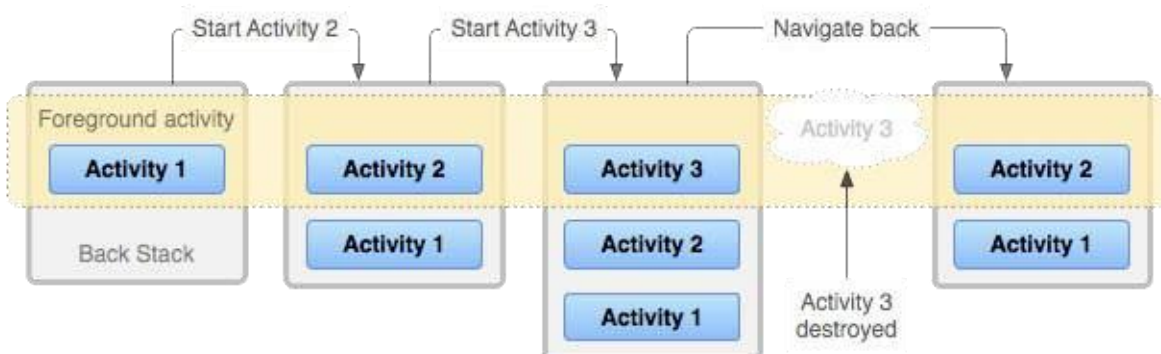 Start Activity 2
Start Activity 3
Navigate back
Foreground activity
Activity 1
Back Stack
Activity 2
Activity 1
Activity 3
Activity 2
Activity 1
Activity 3
Activity 3
destroyed
Activity 2
Activity 1